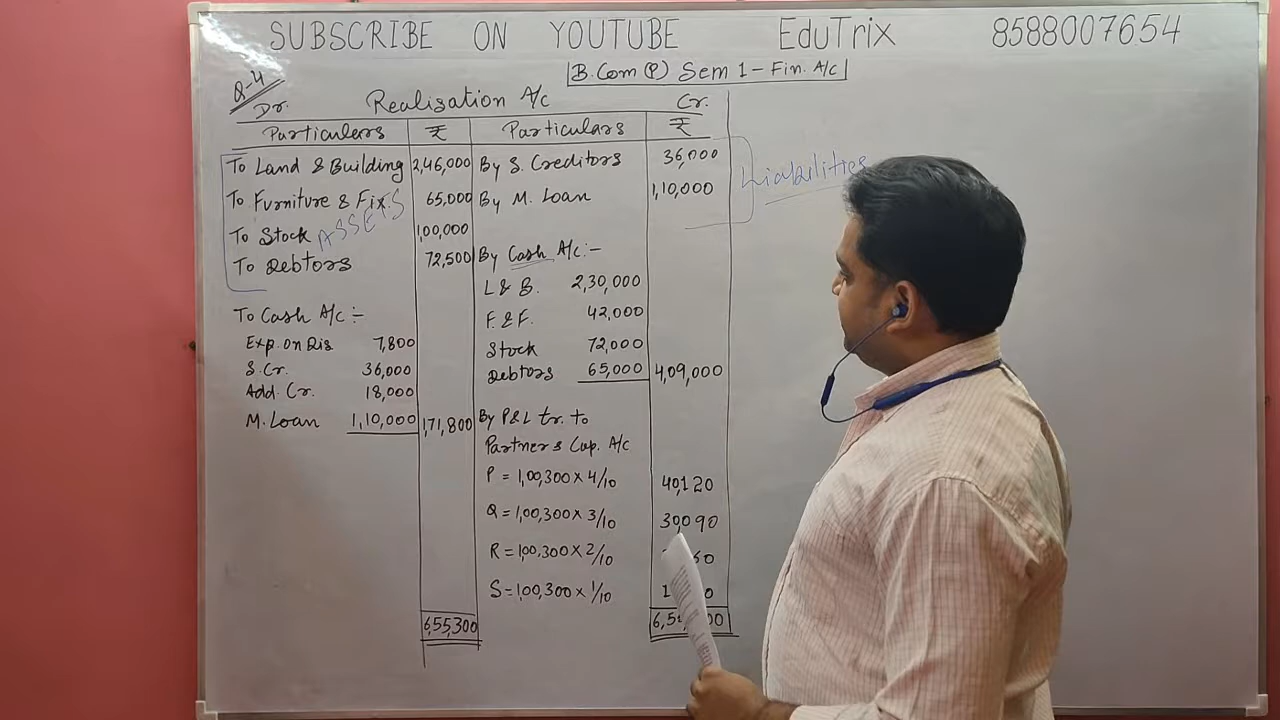 SUBSCRIBE ON YOUTUBE EduTrix 8588007654
B.Com (P) Sem 1 - Fin. A/c
Q-4
Dr. Realisation A/c Cr.
Particulers ₹ Particulars ₹
To Land & Building 2,46,000 By S. Creditors 36,000
To Furniture & Fix. 65,000 By M. Loan 1,10,000
Liabilities
To Stock 1,00,000
ASSETS
To Debtors 72,500 By Cash A/c :-
L & B. 2,30,000
To Cash A/c :- F. & F. 42,000
Exp. on Dis 7,800 Stock 72,000
S. Cr. 36,000 Debtors 65,000 4,09,000
Add. Cr. 18,000
M. Loan 1,10,000 1,71,800 By P&L tr. to
Partners Cap. A/c
P = 1,00,300 × 4/10 40,120
Q = 1,00,300 × 3/10 30,090
R = 1,00,300 × 2/10
S = 1,00,300 × 1/10
6,55,300